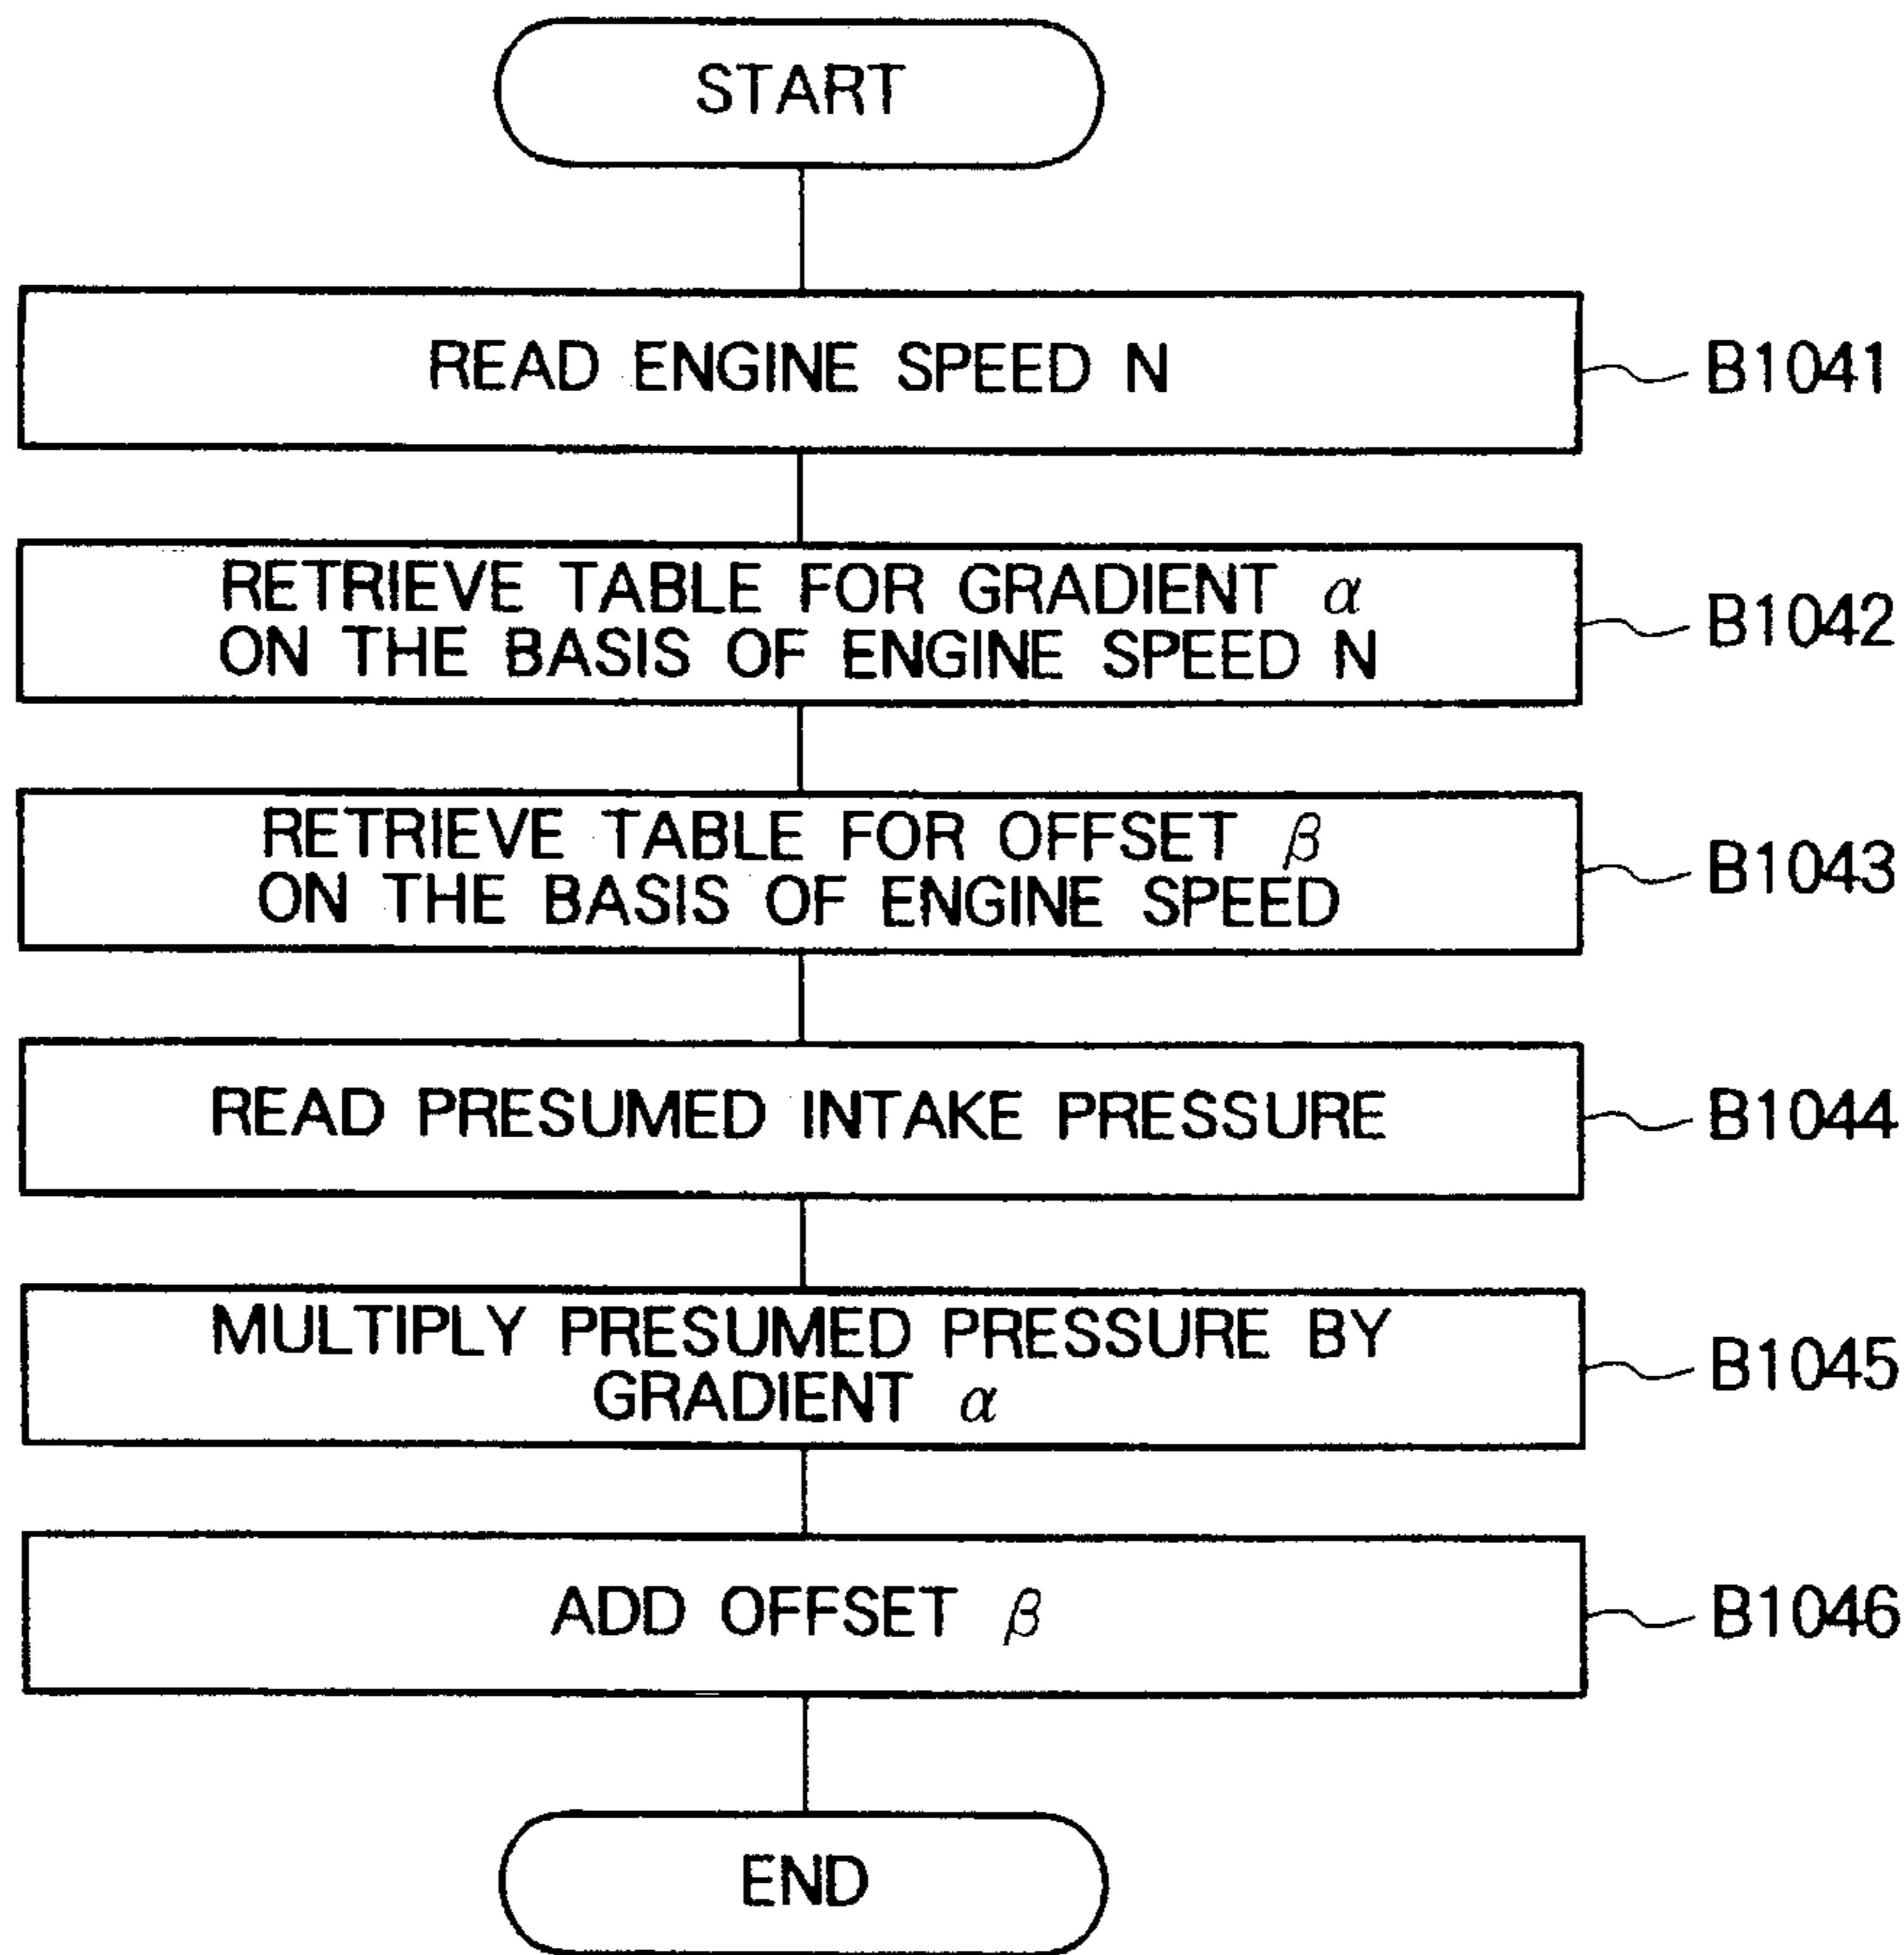 START
READ ENGINE SPEED N
B1041
RETRIEVE TABLE FOR GRADIENT α
ON THE BASIS OF ENGINE SPEED N
B1042
RETRIEVE TABLE FOR OFFSET β
ON THE BASIS OF ENGINE SPEED
B1043
READ PRESUMED INTAKE PRESSURE
B1044
MULTIPLY PRESUMED PRESSURE BY
GRADIENT α
B1045
ADD OFFSET β
B1046
END